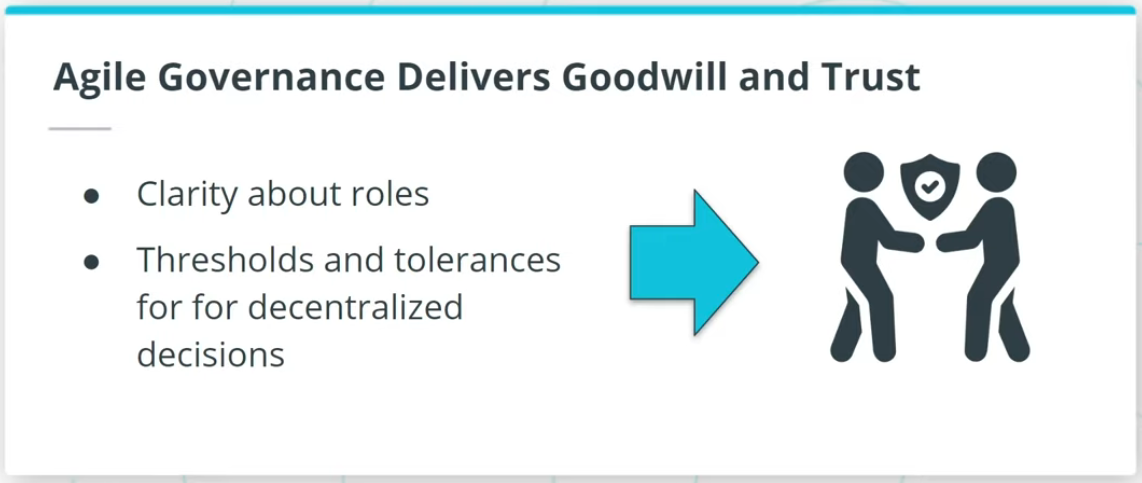 Agile Governance Delivers Goodwill and Trust
● Clarity about roles
● Thresholds and tolerances
for for decentralized
decisions